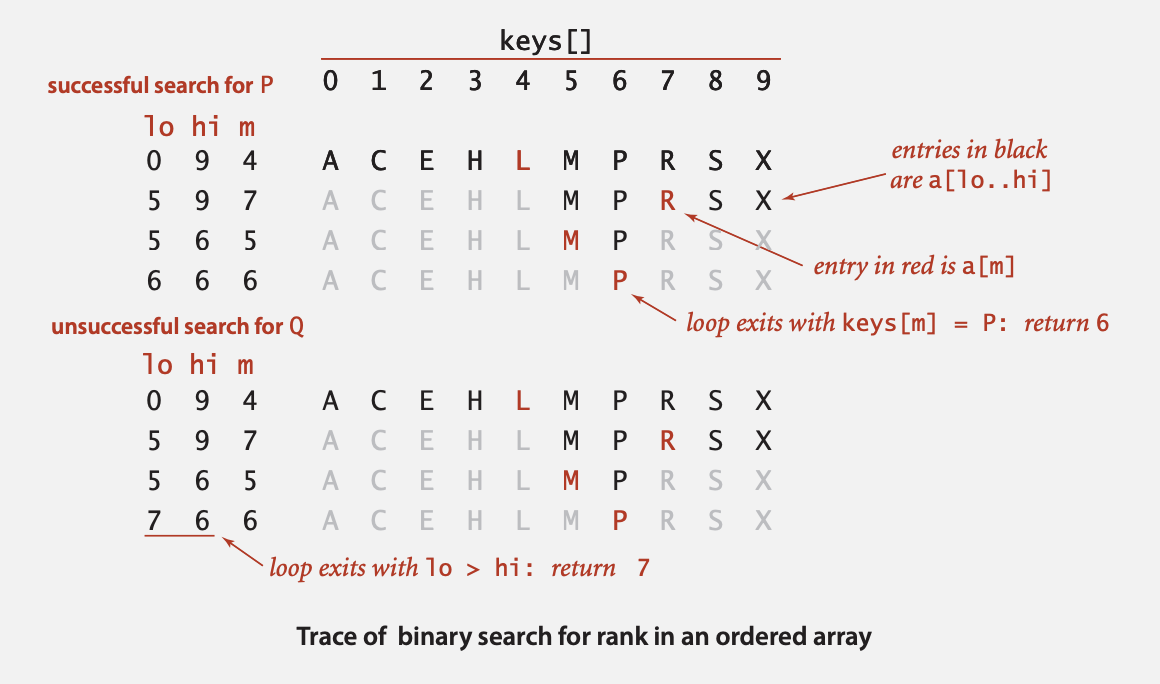 keys[]
successful search for P 0 1 2 3 4 5 6 7 8 9
lo hi m
0 9 4 A C E H L M P R S X
entries in black
are a[lo..hi]
5 9 7 A C E H L M P R S X
5 6 5 A C E H L M P R S X
entry in red is a[m]
6 6 6 A C E H L M P R S X
loop exits with keys[m] = P: return 6
unsuccessful search for Q
lo hi m
0 9 4 A C E H L M P R S X
5 9 7 A C E H L M P R S X
5 6 5 A C E H L M P R S X
7 6 6 A C E H L M P R S X
loop exits with lo > hi: return 7
Trace of binary search for rank in an ordered array